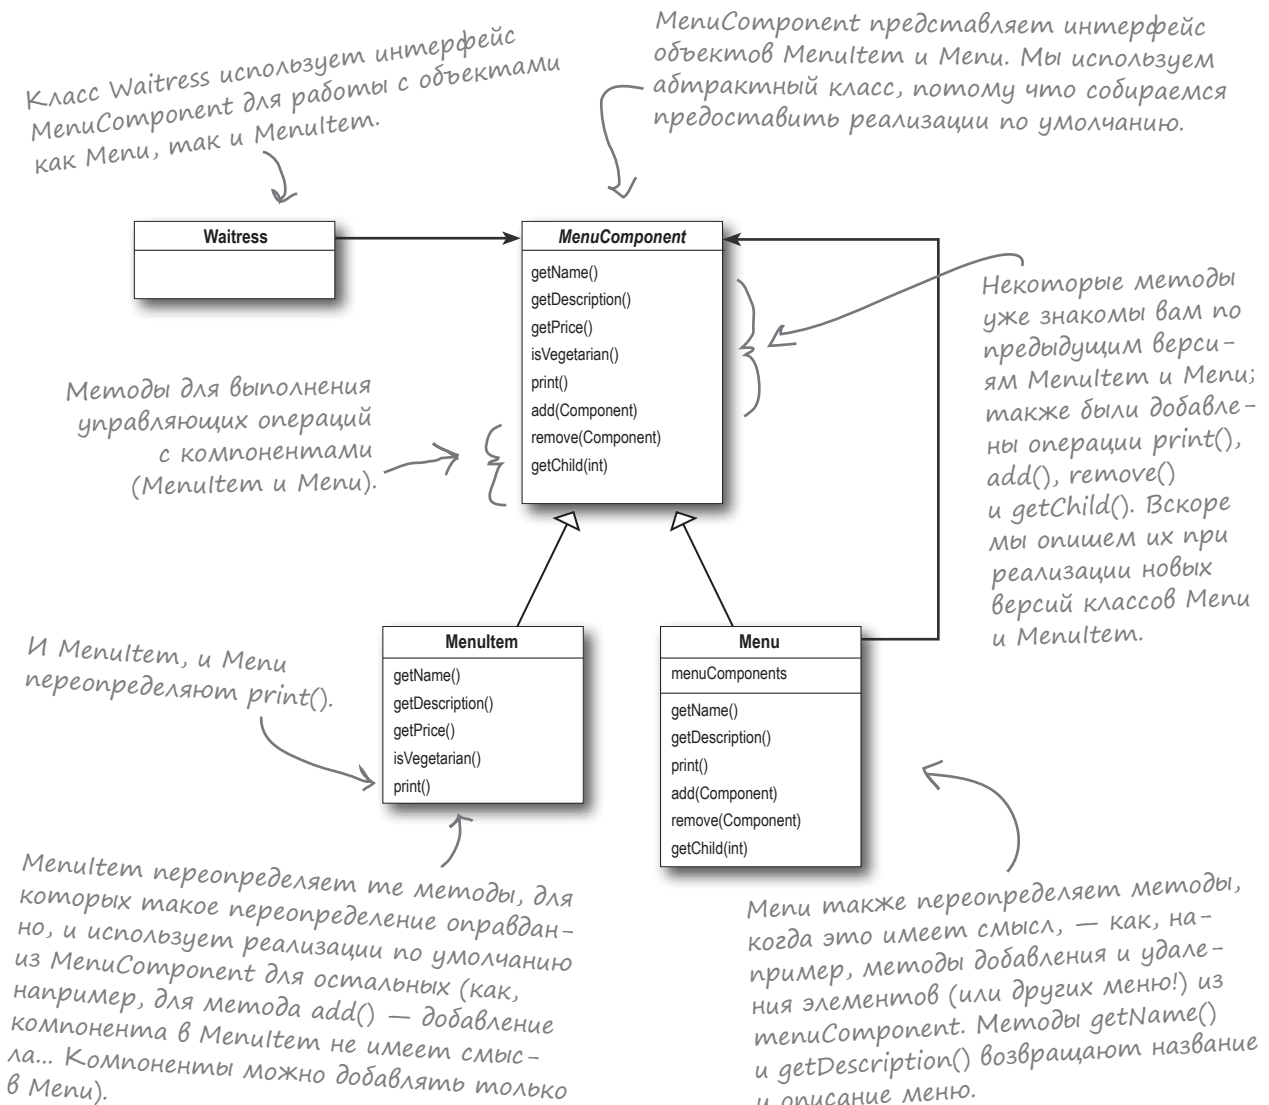 Класс Waitress использует интерфейс
MenuComponent для работы с объектами
как Menu, так и MenuItem.
MenuComponent представляет интерфейс
объектов MenuItem и Menu. Мы используем
абтрактный класс, потому что собираемся
предоставить реализации по умолчанию.
Waitress
MenuComponent
getName()
getDescription()
getPrice()
isVegetarian()
print()
add(Component)
remove(Component)
getChild(int)
Некоторые методы
уже знакомы вам по
предыдущим верси-
ям MenuItem и Menu;
также были добавле-
ны операции print(),
add(), remove()
и getChild(). Вскоре
мы опишем их при
реализации новых
версий классов Menu
и MenuItem.
Методы для выполнения
управляющих операций
с компонентами
(MenuItem и Menu).
И MenuItem, и Menu
переопределяют print().
MenuItem
getName()
getDescription()
getPrice()
isVegetarian()
print()
Menu
menuComponents
getName()
getDescription()
print()
add(Component)
remove(Component)
getChild(int)
MenuItem переопределяет те методы, для
которых такое переопределение оправдан-
но, и использует реализации по умолчанию
из MenuComponent для остальных (как,
например, для метода add() — добавление
компонента в MenuItem не имеет смыс-
ла... Компоненты можно добавлять только
в Menu).
Menu также переопределяет методы,
когда это имеет смысл, — как, на-
пример, методы добавления и удале-
ния элементов (или других меню!) из
menuComponent. Методы getName()
и getDescription() возвращают название
и описание меню.